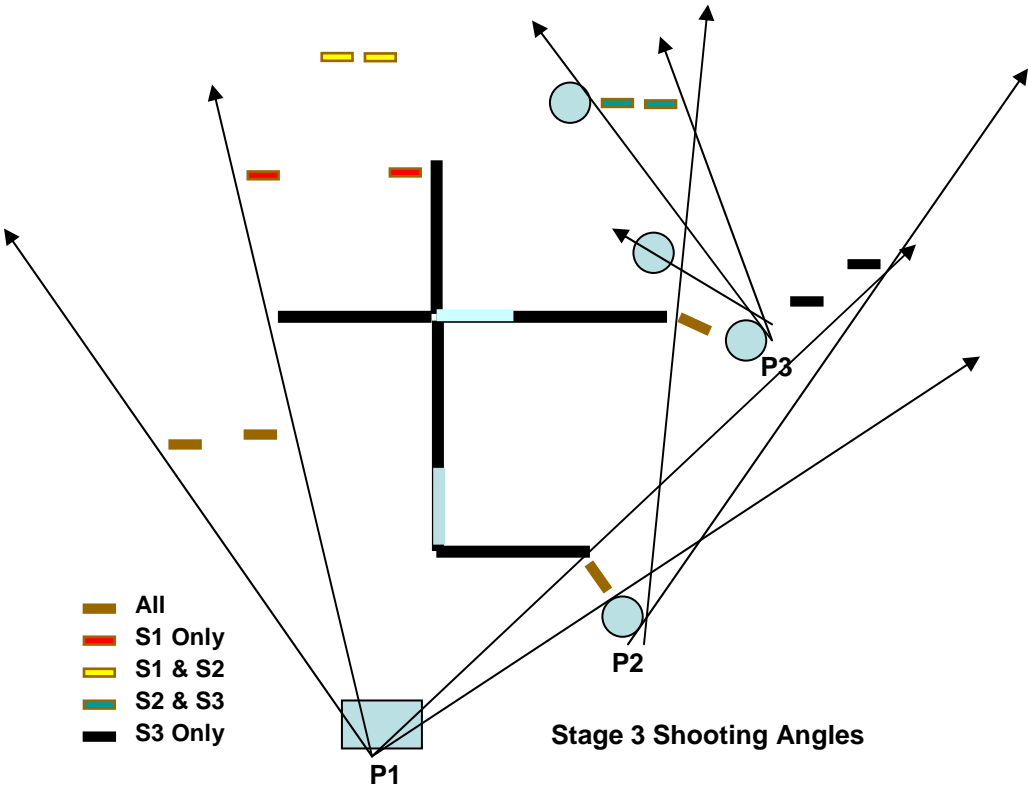 P3
All
S1 Only
S1 & S2
S2 & S3
S3 Only
P2
Stage 3 Shooting Angles
P1